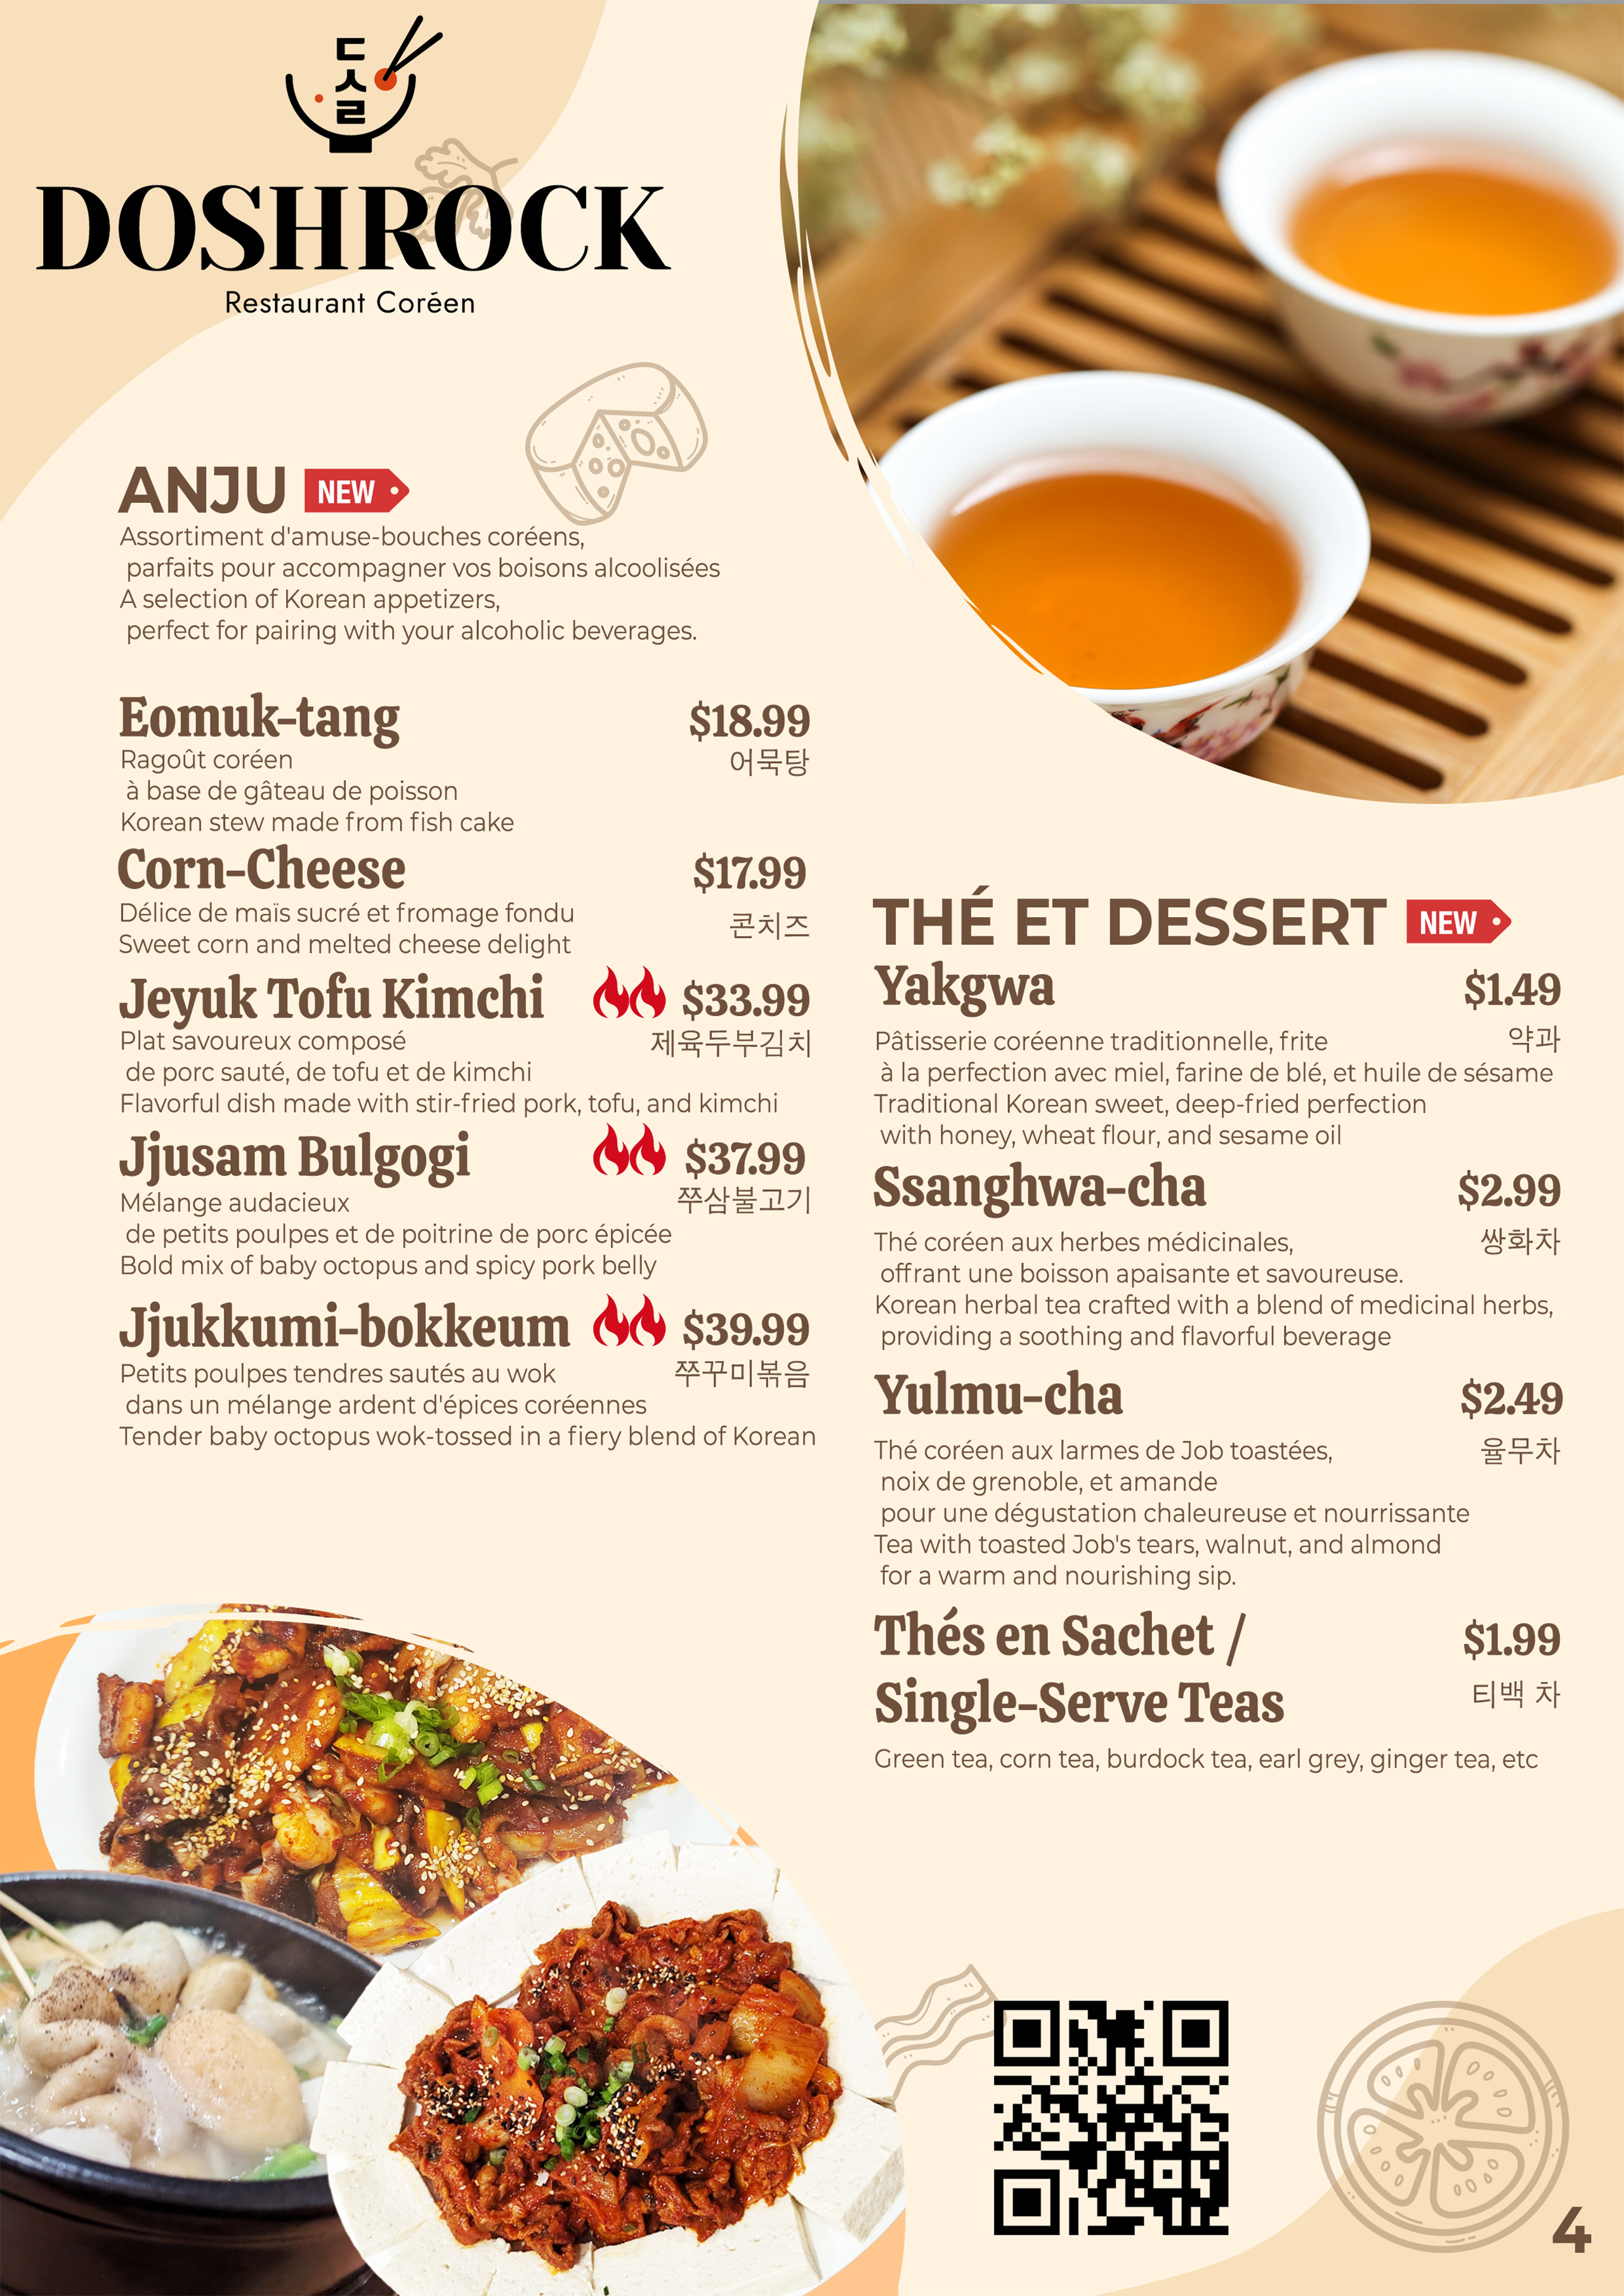 도
슬
DOSHROCK
Restaurant Coréen
ANJU NEW
Assortiment d'amuse-bouches coréens,
parfaits pour accompagner vos boisons alcoolisées
A selection of Korean appetizers,
perfect for pairing with your alcoholic beverages.
Eomuk-tang $18.99
어묵탕
Ragoût coréen
à base de gâteau de poisson
Korean stew made from fish cake
Corn-Cheese $17.99
콘치즈
Délice de maïs sucré et fromage fondu
Sweet corn and melted cheese delight
Jeyuk Tofu Kimchi $33.99
제육두부김치
Plat savoureux composé
de porc sauté, de tofu et de kimchi
Flavorful dish made with stir-fried pork, tofu, and kimchi
Jjusam Bulgogi $37.99
쭈삼불고기
Mélange audacieux
de petits poulpes et de poitrine de porc épicée
Bold mix of baby octopus and spicy pork belly
Jjukkumi-bokkeum $39.99
쭈꾸미볶음
Petits poulpes tendres sautés au wok
dans un mélange ardent d'épices coréennes
Tender baby octopus wok-tossed in a fiery blend of Korean
THÉ ET DESSERT NEW
Yakgwa $1.49
약과
Pâtisserie coréenne traditionnelle, frite
à la perfection avec miel, farine de blé, et huile de sésame
Traditional Korean sweet, deep-fried perfection
with honey, wheat flour, and sesame oil
Ssanghwa-cha $2.99
쌍화차
Thé coréen aux herbes médicinales,
offrant une boisson apaisante et savoureuse.
Korean herbal tea crafted with a blend of medicinal herbs,
providing a soothing and flavorful beverage
Yulmu-cha $2.49
율무차
Thé coréen aux larmes de Job toastées,
noix de grenoble, et amande
pour une dégustation chaleureuse et nourrissante
Tea with toasted Job's tears, walnut, and almond
for a warm and nourishing sip.
Thés en Sachet / $1.99
Single-Serve Teas 티백 차
Green tea, corn tea, burdock tea, earl grey, ginger tea, etc
4